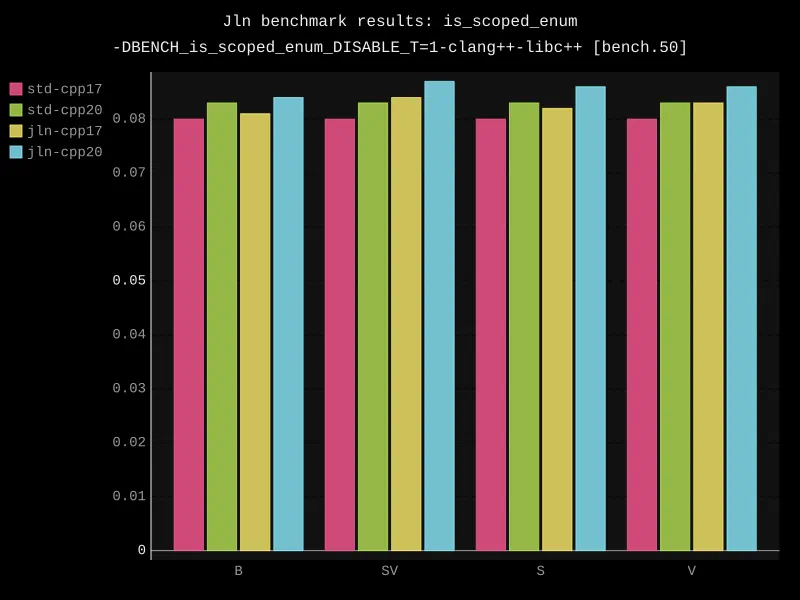 Jln benchmark results: is_scoped_enum
-DBENCH_is_scoped_enum_DISABLE_T=1-clang++-libc++ [bench.50]
std-cpp17
std-cpp20
jln-cpp17
jln-cpp20
0.08
0.07
0.06
0.05
0.04
0.03
0.02
0.01
0
B SV S V